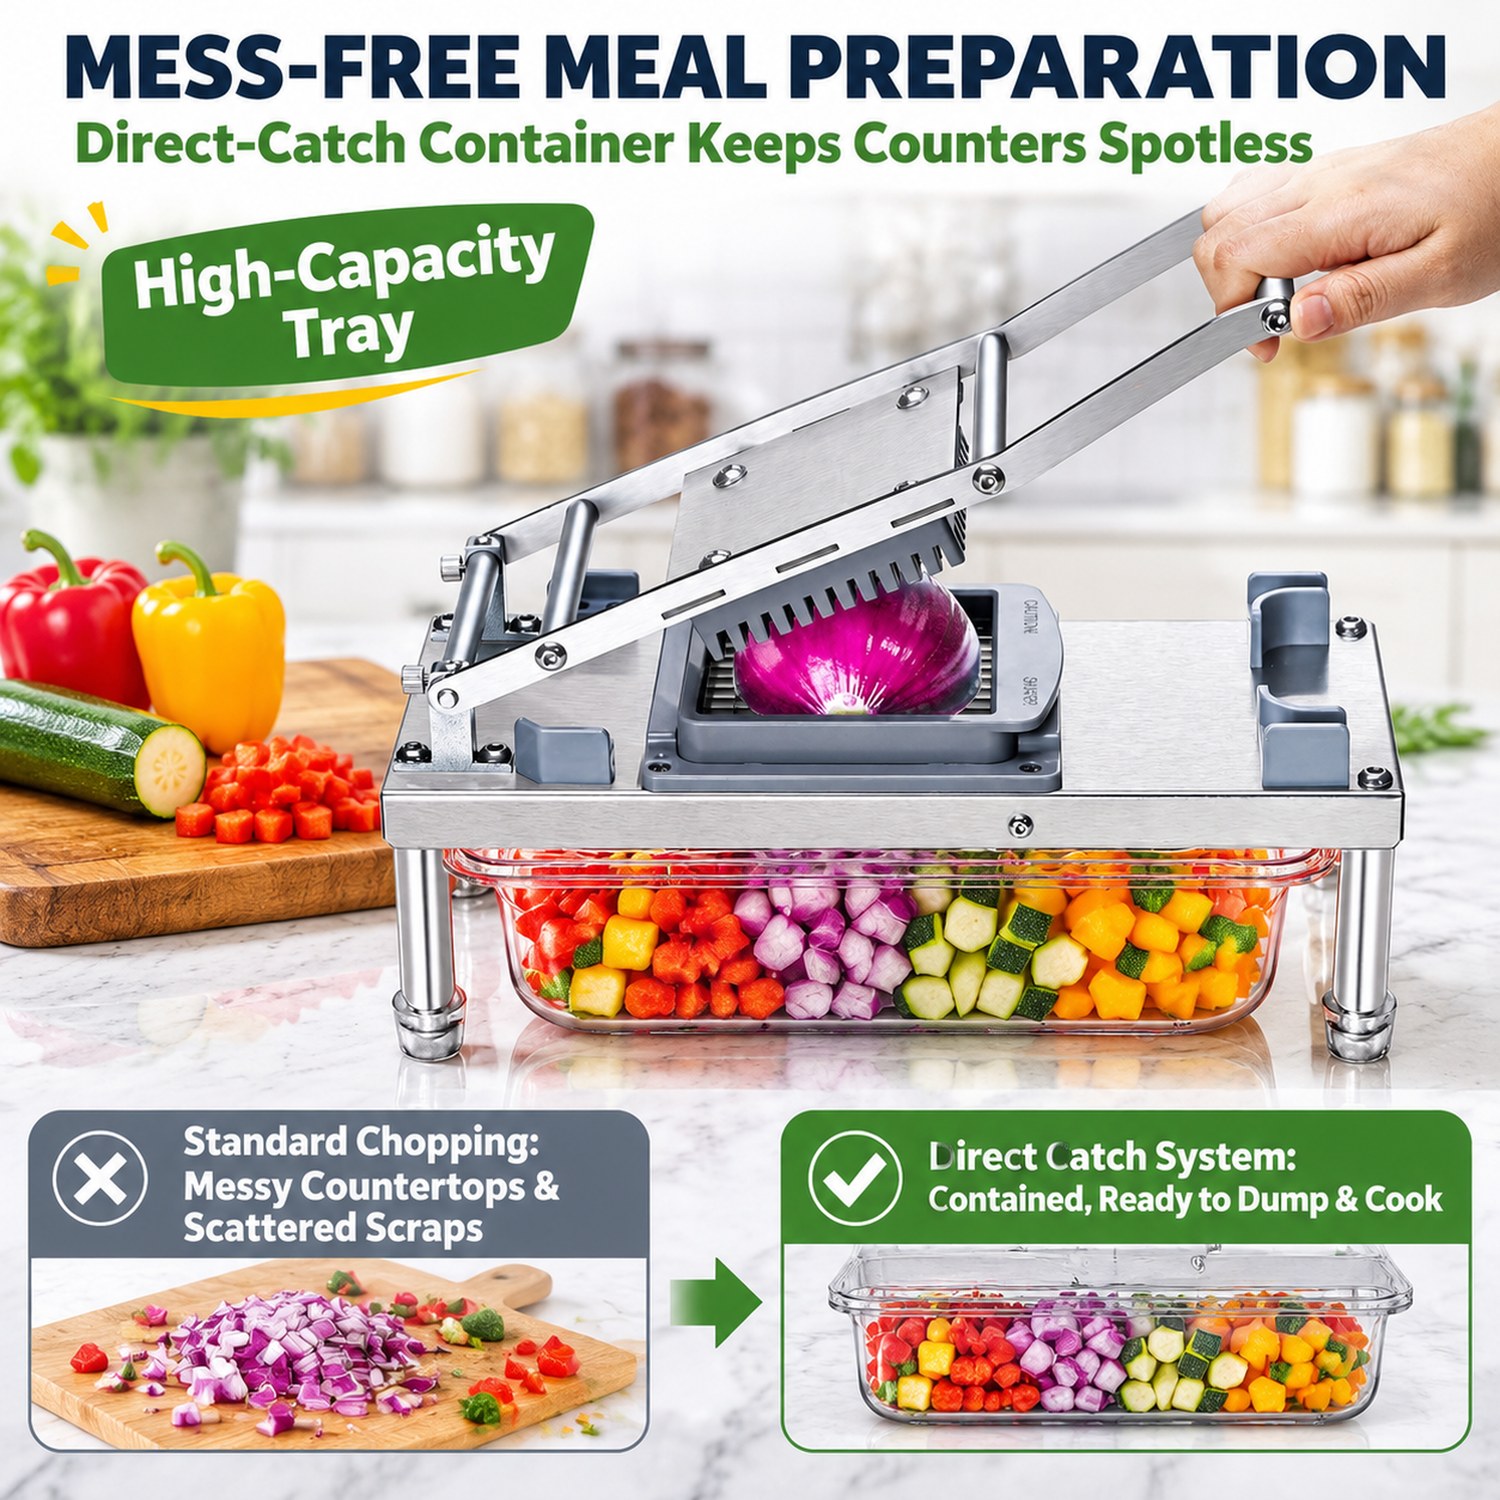 MESS-FREE MEAL PREPARATION
Direct-Catch Container Keeps Counters Spotless
High-Capacity
Tray
CAUTION
Standard Chopping:
Messy Countertops &
Scattered Scraps
Direct Catch System:
Contained, Ready to Dump & Cook